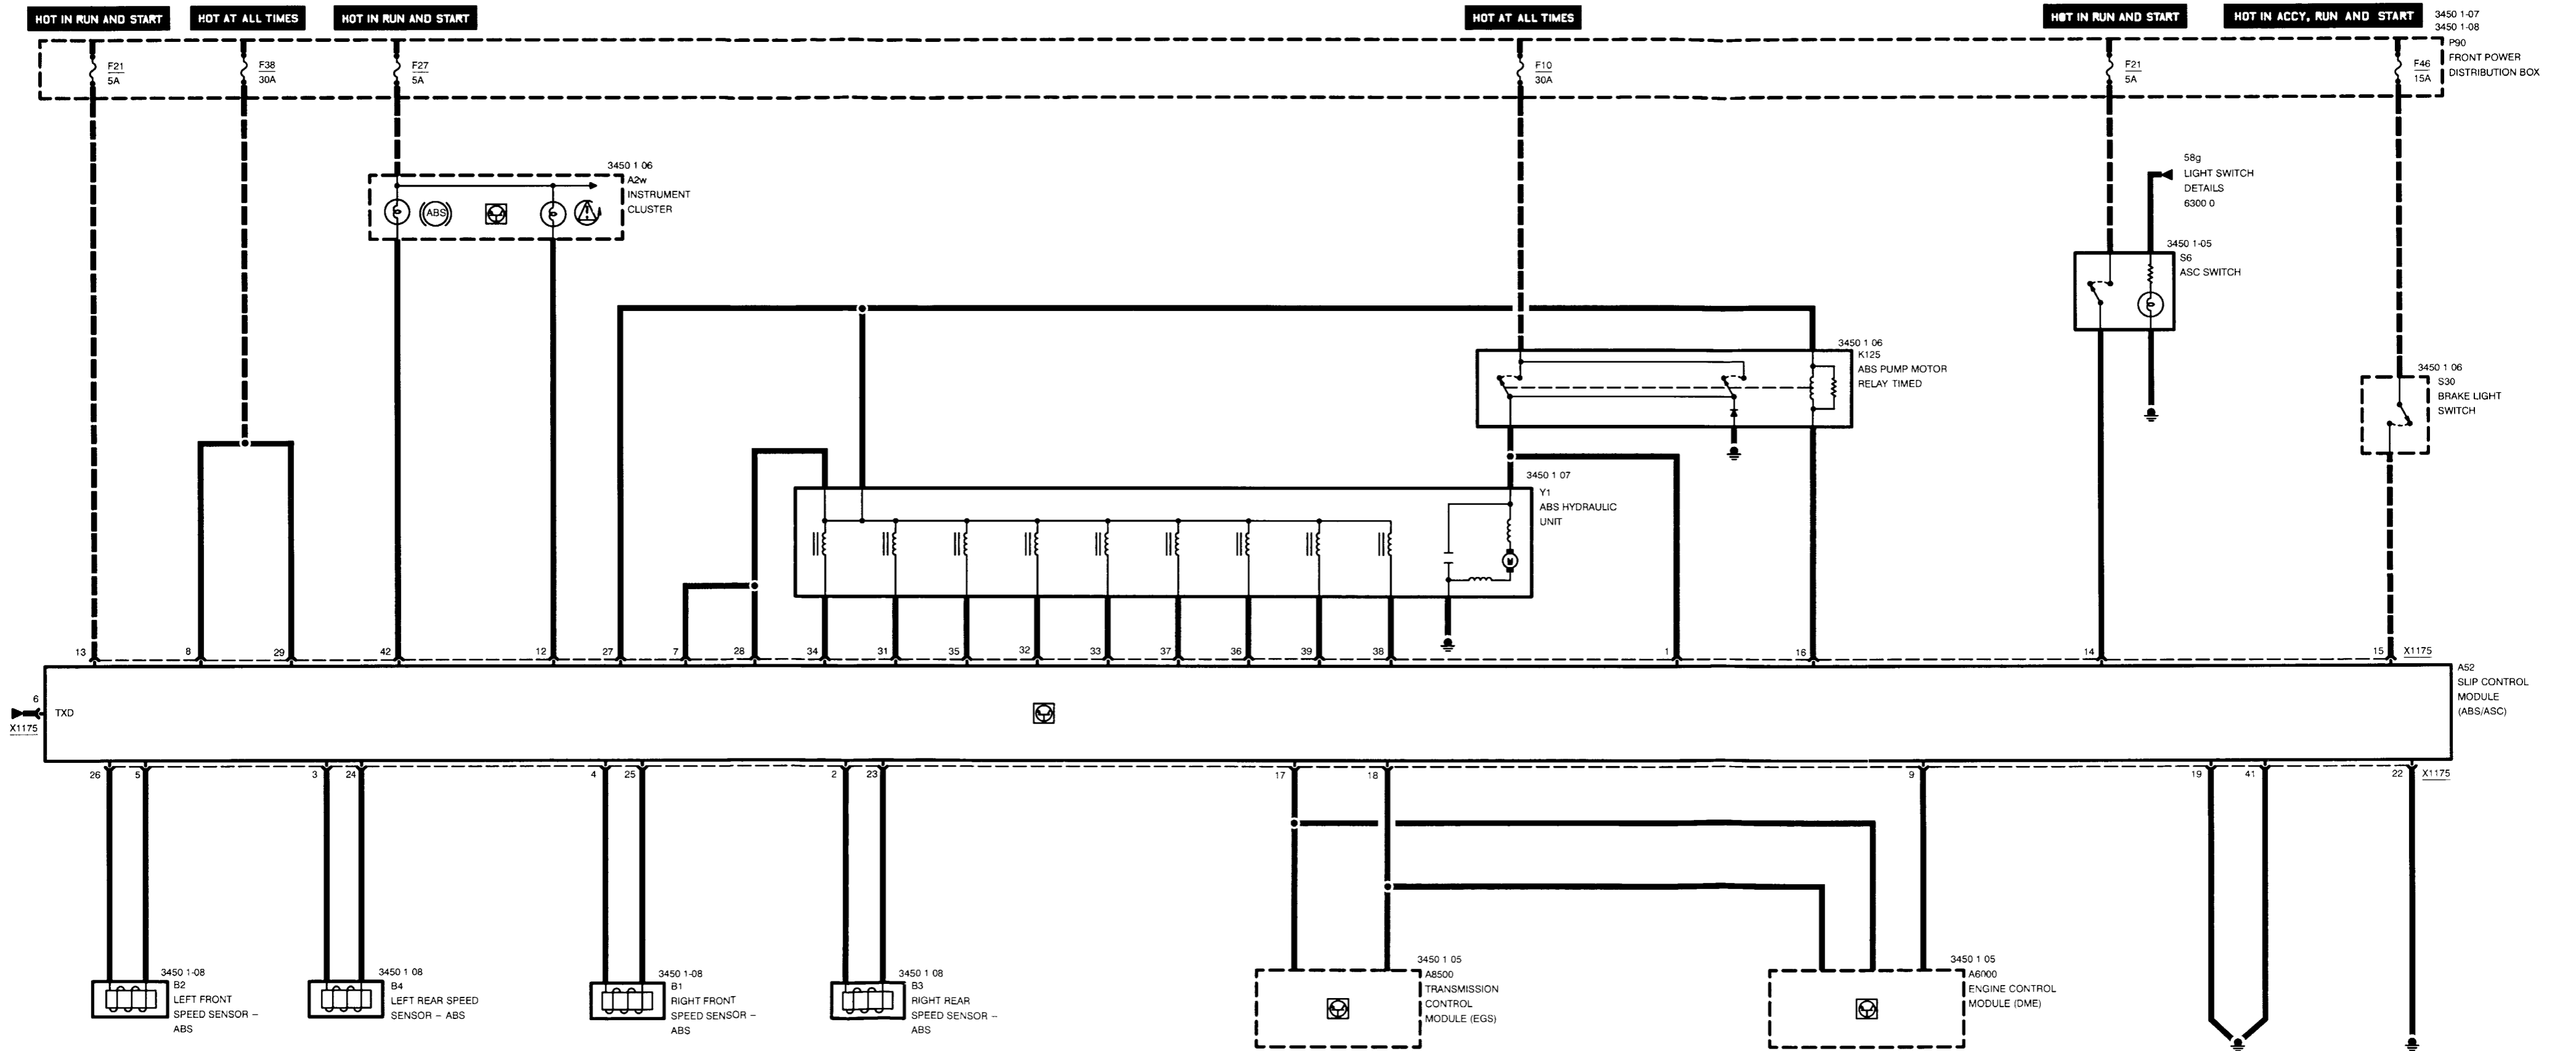 HOT IN RUN AND START
HOT AT ALL TIMES
HOT IN RUN AND START
HOT AT ALL TIMES
HOT IN RUN AND START
HOT IN ACCY, RUN AND START
3450 1-07
3450 1-08
P90
FRONT POWER
DISTRIBUTION BOX
F21
5A
F38
30A
F27
5A
F10
30A
F21
5A
F46
15A
3450 1 06
A2w
INSTRUMENT
CLUSTER
ABS
58g
LIGHT SWITCH
DETAILS
6300 0
3450 1-05
S6
ASC SWITCH
3450 1 06
K125
ABS PUMP MOTOR
RELAY TIMED
3450 1 06
S30
BRAKE LIGHT
SWITCH
3450 1 07
Y1
ABS HYDRAULIC
UNIT
M
13
8
29
42
12
27
7
28
34
31
35
32
33
37
36
39
38
1
16
14
15
X1175
A52
SLIP CONTROL
MODULE
(ABS/ASC)
6
TXD
X1175
26
5
3
24
4
25
2
23
17
18
9
19
41
22
X1175
3450 1-08
B2
LEFT FRONT
SPEED SENSOR –
ABS
3450 1 08
B4
LEFT REAR SPEED
SENSOR – ABS
3450 1-08
B1
RIGHT FRONT
SPEED SENSOR –
ABS
3450 1 08
B3
RIGHT REAR
SPEED SENSOR –
ABS
3450 1 05
A8500
TRANSMISSION
CONTROL
MODULE (EGS)
3450 1 05
A6000
ENGINE CONTROL
MODULE (DME)